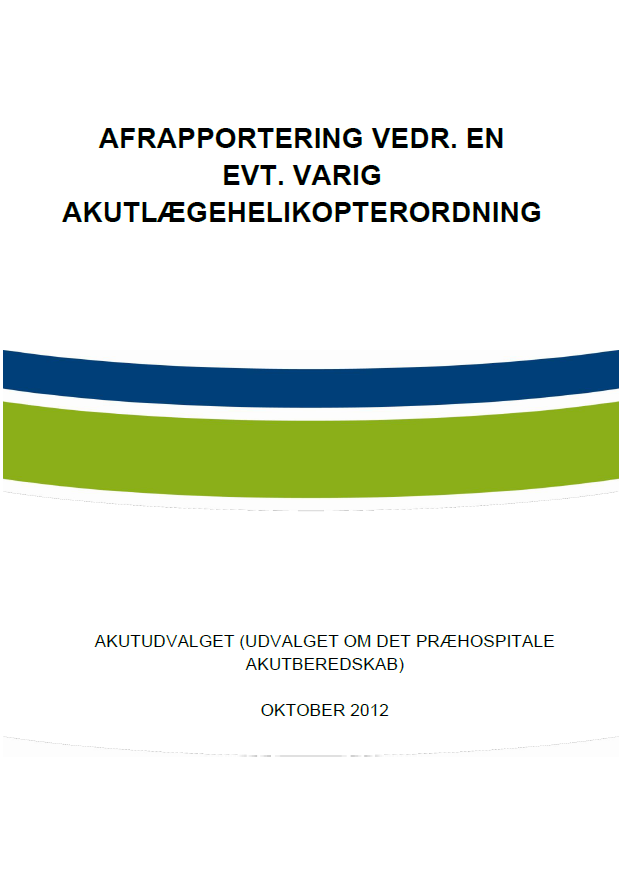 AFRAPPORTERING VEDR. EN
EVT. VARIG
AKUTLÆGEHELIKOPTERORDNING
AKUTUDVALGET (UDVALGET OM DET PRÆHOSPITALE
AKUTBEREDSKAB)
OKTOBER 2012